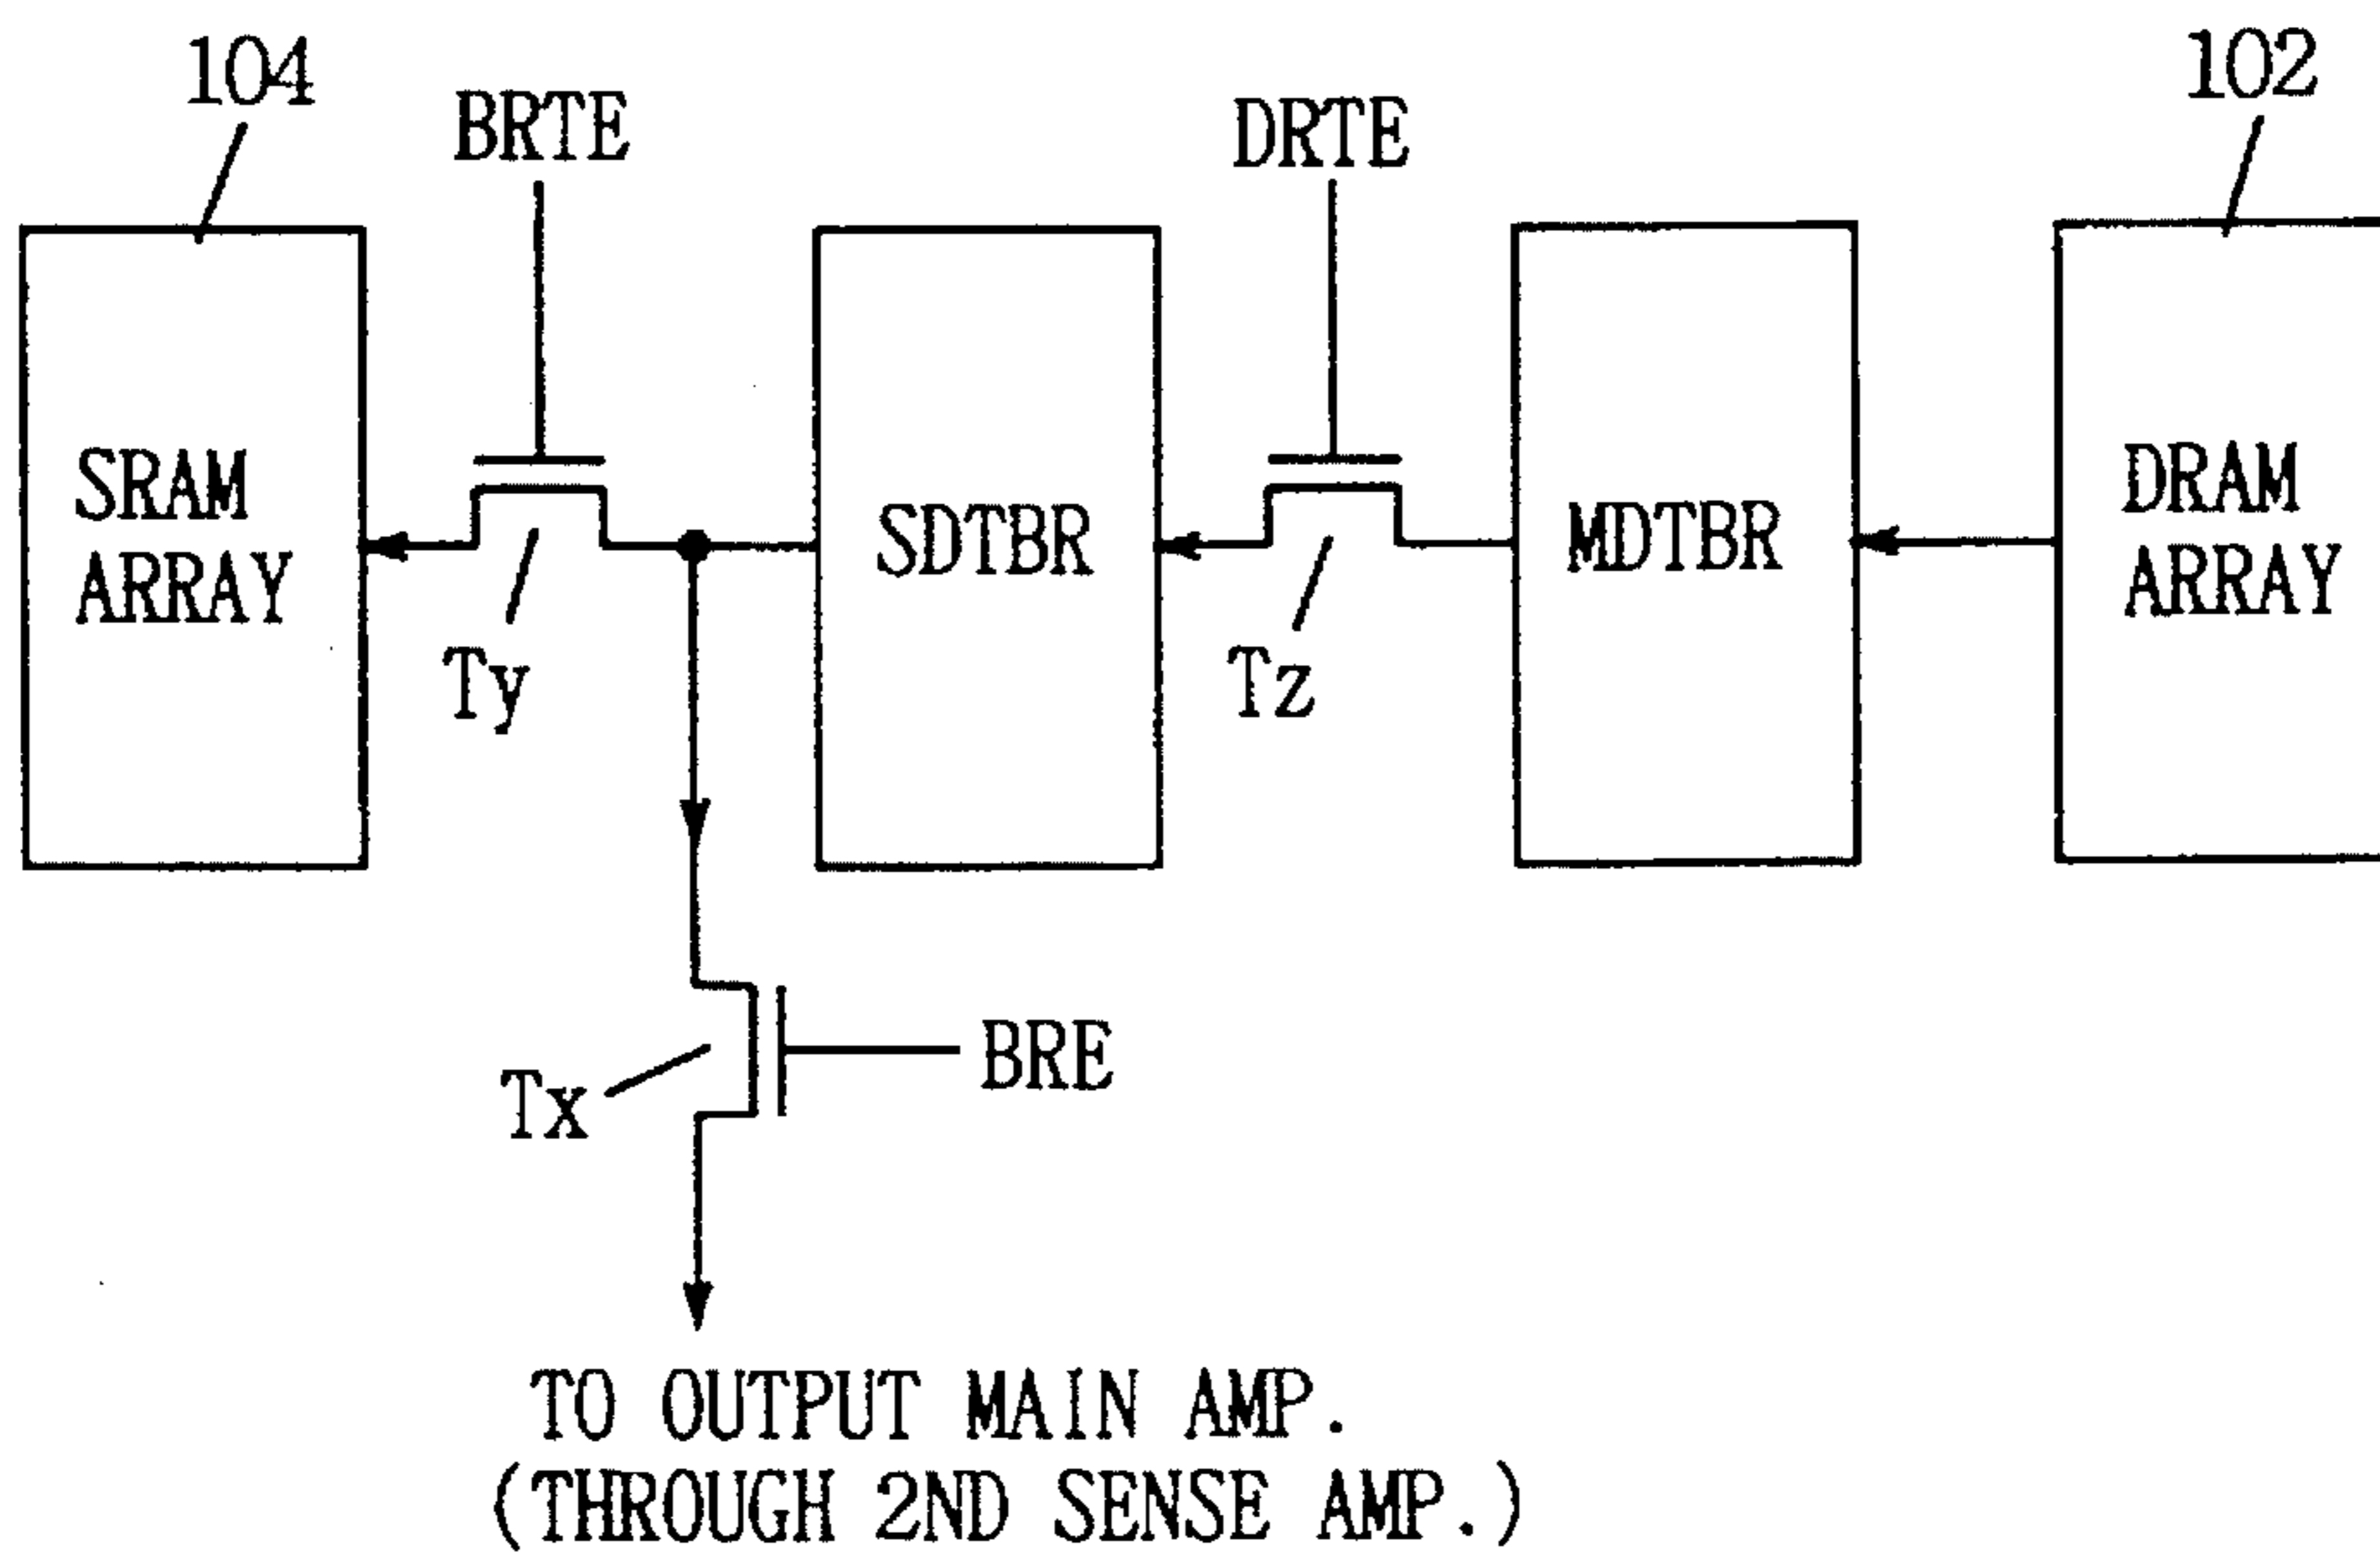 104
102
BRTE
DRTE
SRAM
ARRAY
SDTBR
MDTBR
DRAM
ARRAY
Ty
Tz
Tx
BRE
TO OUTPUT MAIN AMP.
(THROUGH 2ND SENSE AMP.)